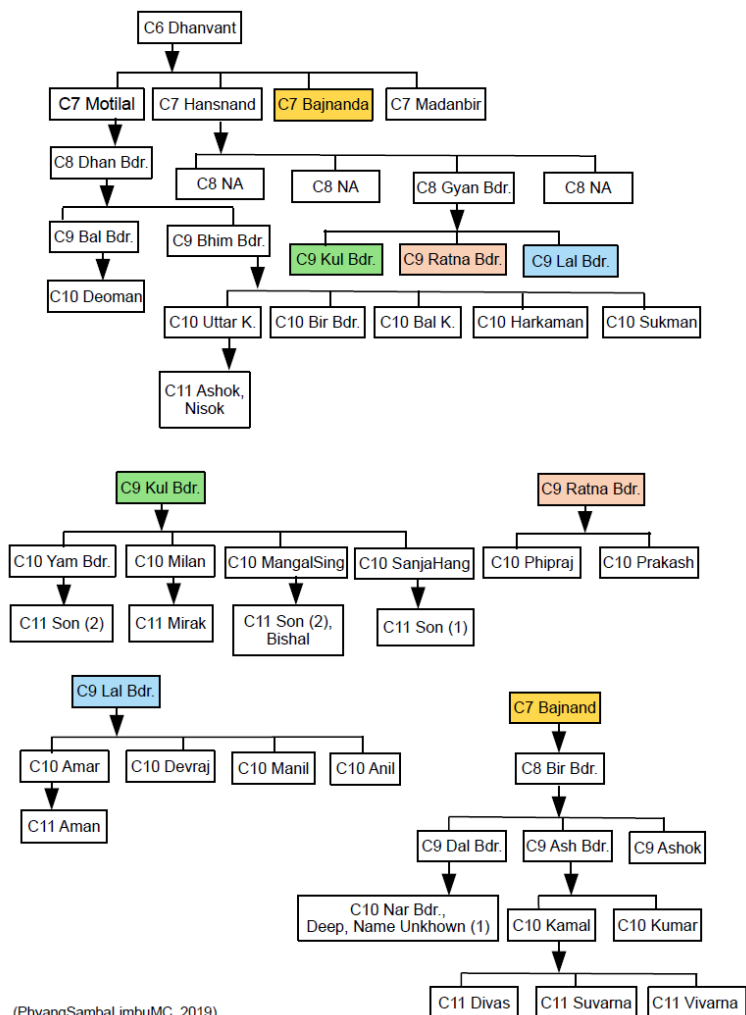 C6 Dhanvant
C7 Motilal
C7 Hansnand
C7 Bajnanda
C7 Madanbir
C8 Dhan Bdr.
C8 NA
C8 NA
C8 Gyan Bdr.
C8 NA
C9 Bal Bdr.
C9 Bhim Bdr.
C9 Kul Bdr.
C9 Ratna Bdr.
C9 Lal Bdr.
C10 Deoman
C10 Uttar K.
C10 Bir Bdr.
C10 Bal K.
C10 Harkaman
C10 Sukman
C11 Ashok,
Nisok
C9 Kul Bdr.
C9 Ratna Bdr.
C10 Yam Bdr.
C10 Milan
C10 MangalSing
C10 SanjaHang
C10 Phipraj
C10 Prakash
C11 Son (2)
C11 Mirak
C11 Son (2),
Bishal
C11 Son (1)
C9 Lal Bdr.
C7 Bajnand
C10 Amar
C10 Devraj
C10 Manil
C10 Anil
C8 Bir Bdr.
C11 Aman
C9 Dal Bdr.
C9 Ash Bdr.
C9 Ashok
C10 Nar Bdr.,
Deep, Name Unkhown (1)
C10 Kamal
C10 Kumar
C11 Divas
C11 Suvarna
C11 Vivarna
(PhyangSambaLimbuMC, 2019)